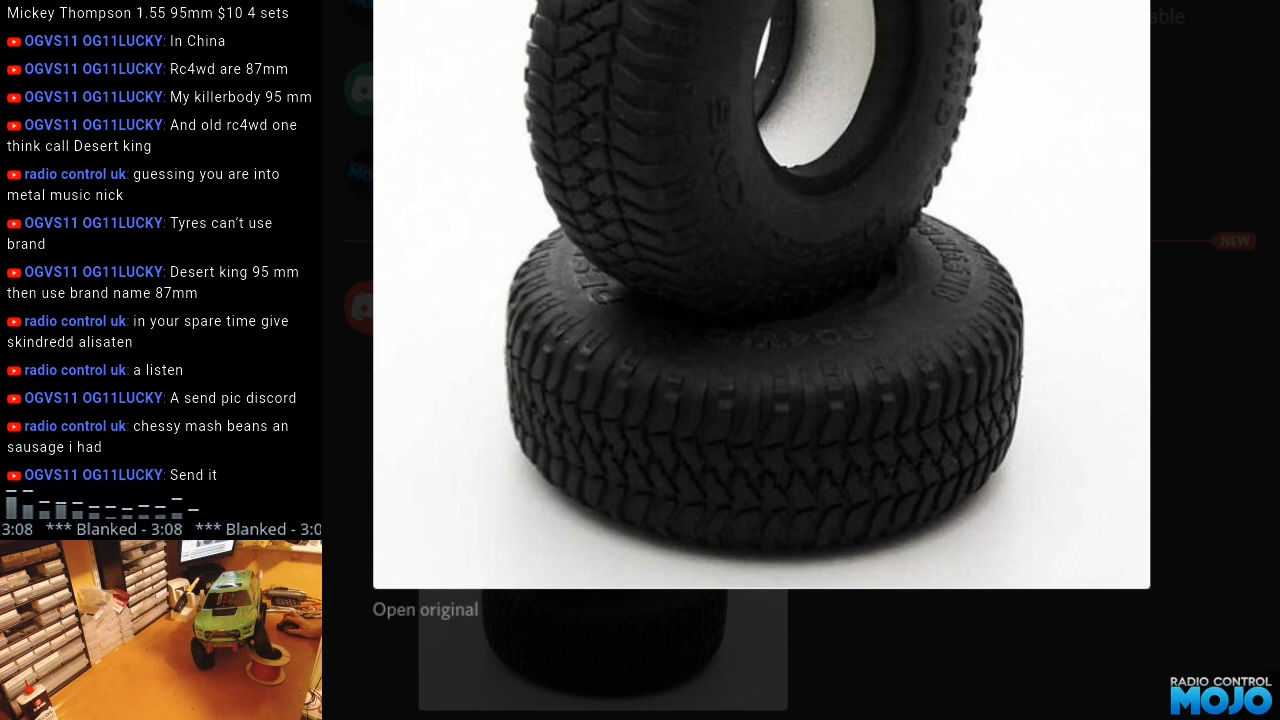 Mickey Thompson 1.55 95mm $10 4 sets
OGVS11 OG11LUCKY: In China
OGVS11 OG11LUCKY: Rc4wd are 87mm
OGVS11 OG11LUCKY: My killerbody 95 mm
OGVS11 OG11LUCKY: And old rc4wd one
think call Desert king
radio control uk: guessing you are into
metal music nick
OGVS11 OG11LUCKY: Tyres can't use
brand
OGVS11 OG11LUCKY: Desert king 95 mm
then use brand name 87mm
radio control uk: in your spare time give
skindredd alisaten
radio control uk: a listen
OGVS11 OG11LUCKY: A send pic discord
radio control uk: chessy mash beans an
sausage i had
OGVS11 OG11LUCKY: Send it
3:08 *** Blanked - 3:08 *** Blanked - 3:0
able
NEW
Open original
RADIO CONTROL
MOJO